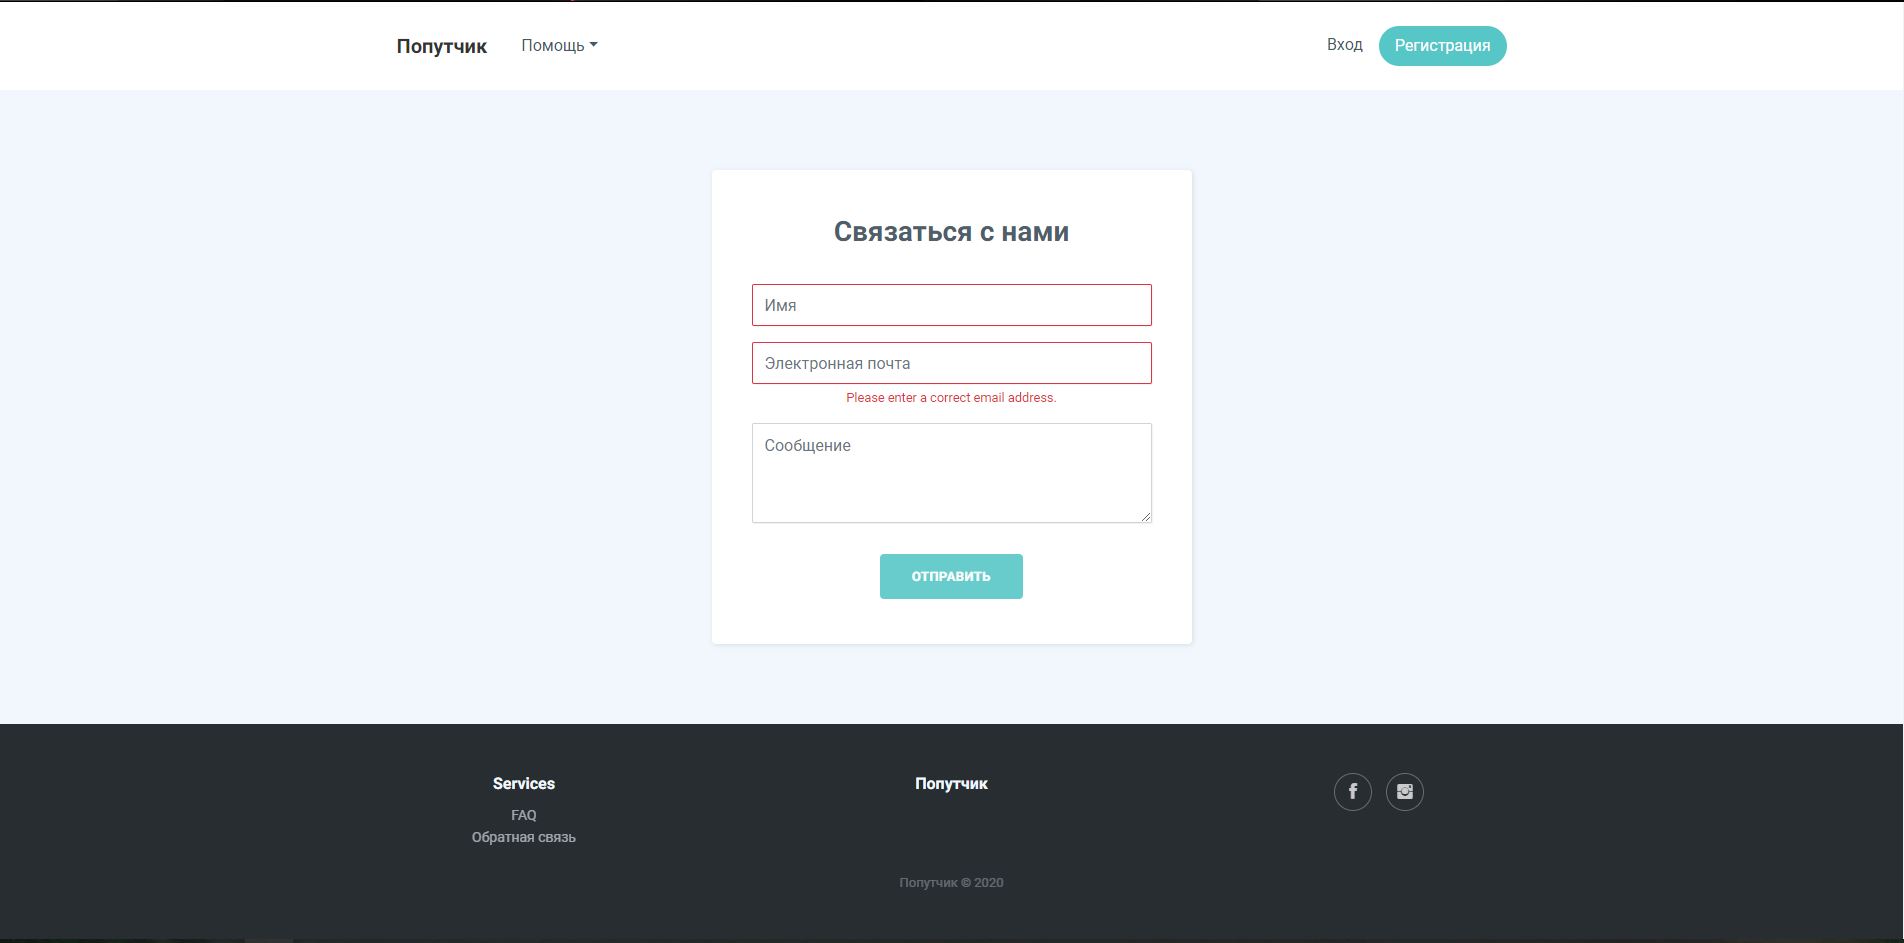 Попутчик Помощь Вход Регистрация
Связаться с нами
Имя
Электронная почта
Please enter a correct email address.
Сообщение
ОТПРАВИТЬ
Services
FAQ
Обратная связь
Попутчик
Попутчик © 2020